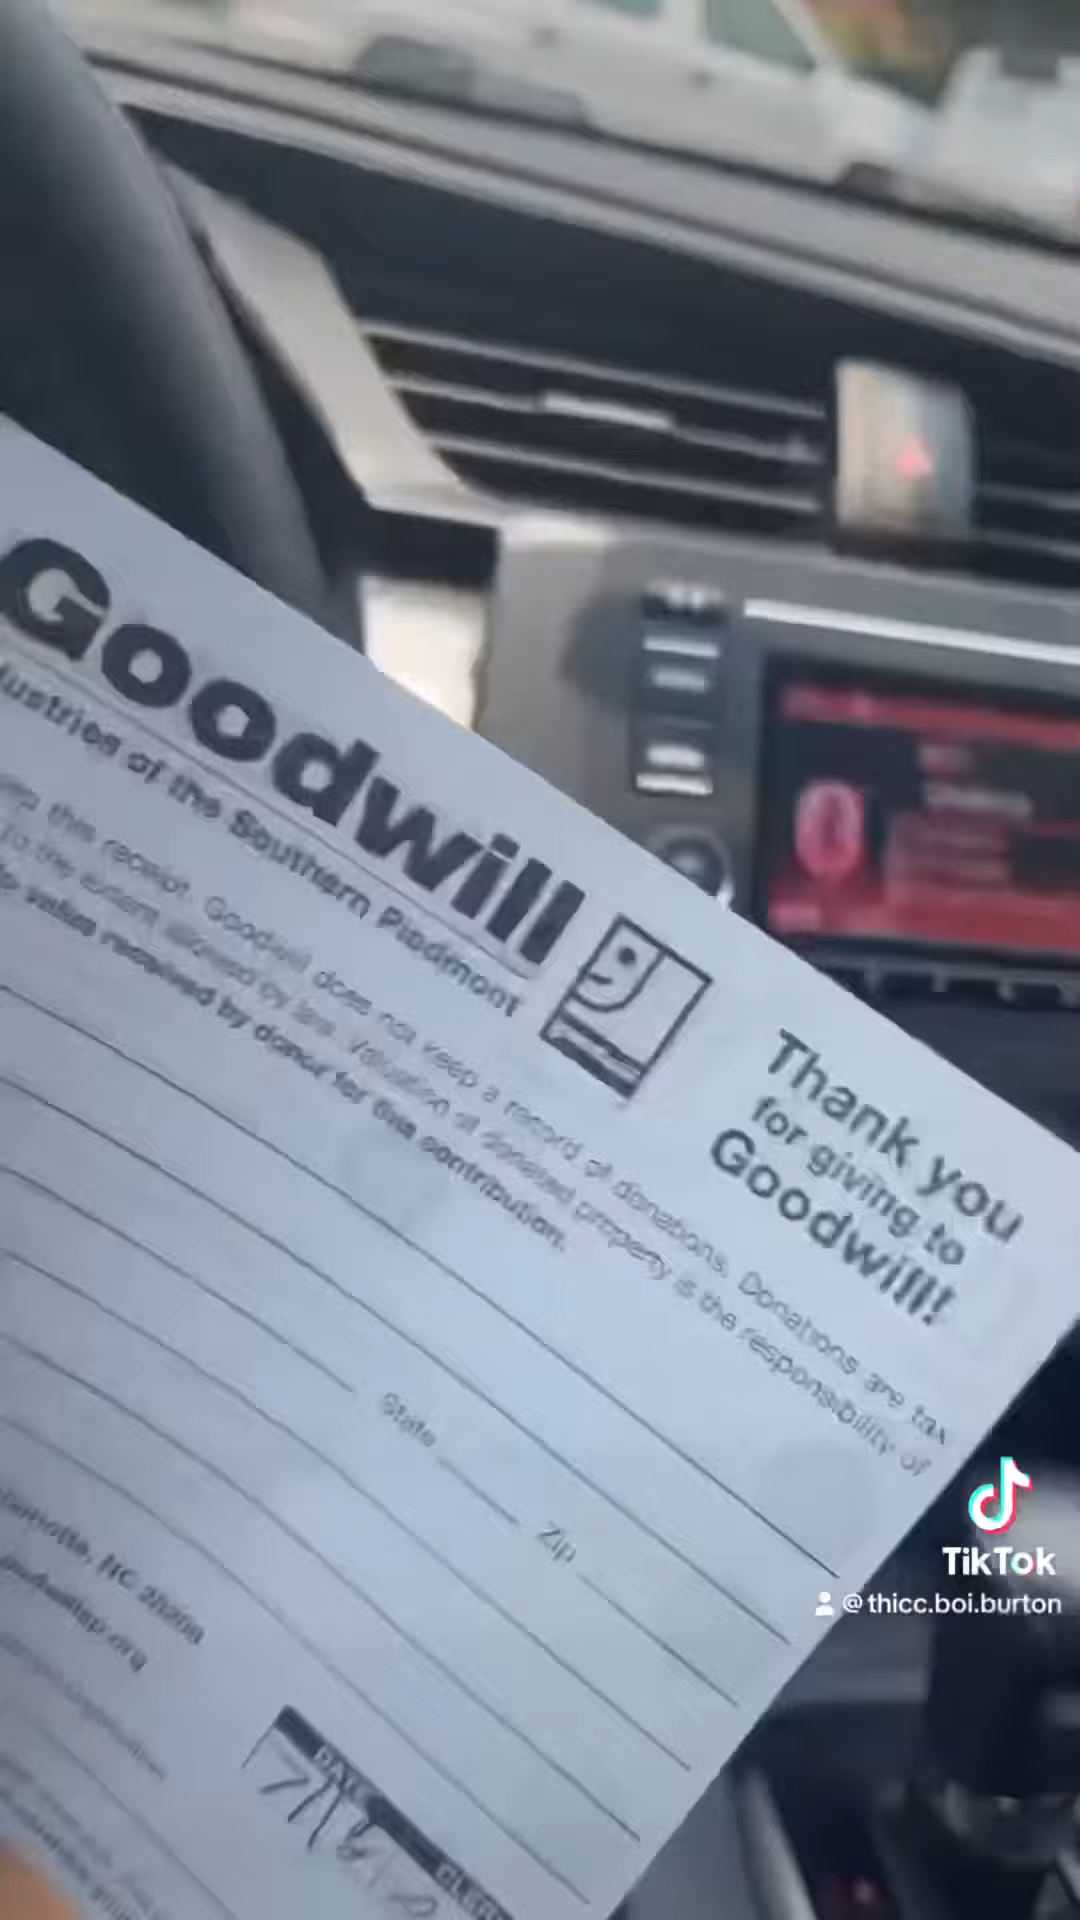 Goodwill
of the Southern Piedmont
Thank you
for giving to
Goodwill!
this receipt. Goodwill does not keep a record of donations. Donations are tax
to the extent allowed by law. Valuation of donated property is the responsibility of
value received by donor for this contribution.
State
Zip
NC
DATE
TikTok
@thicc.boi.burton